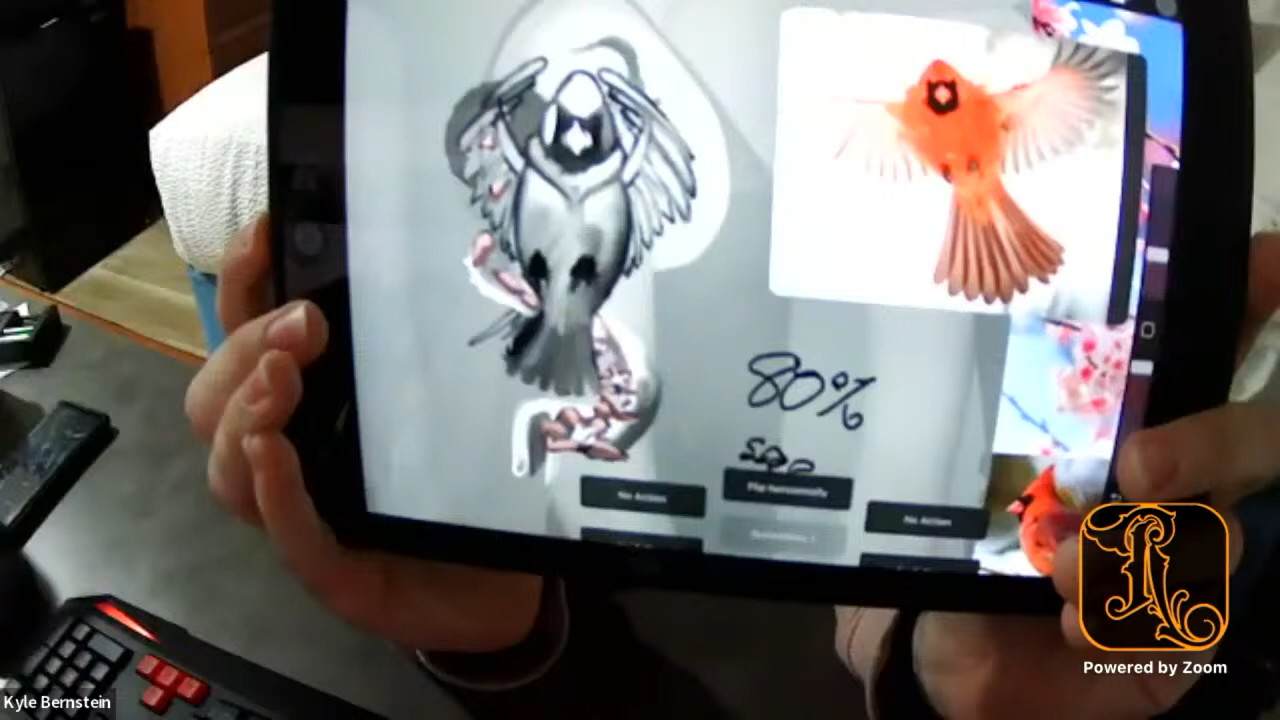 80%
No Action
Flip Horizontally
No Action
Powered by Zoom
Kyle Bernstein